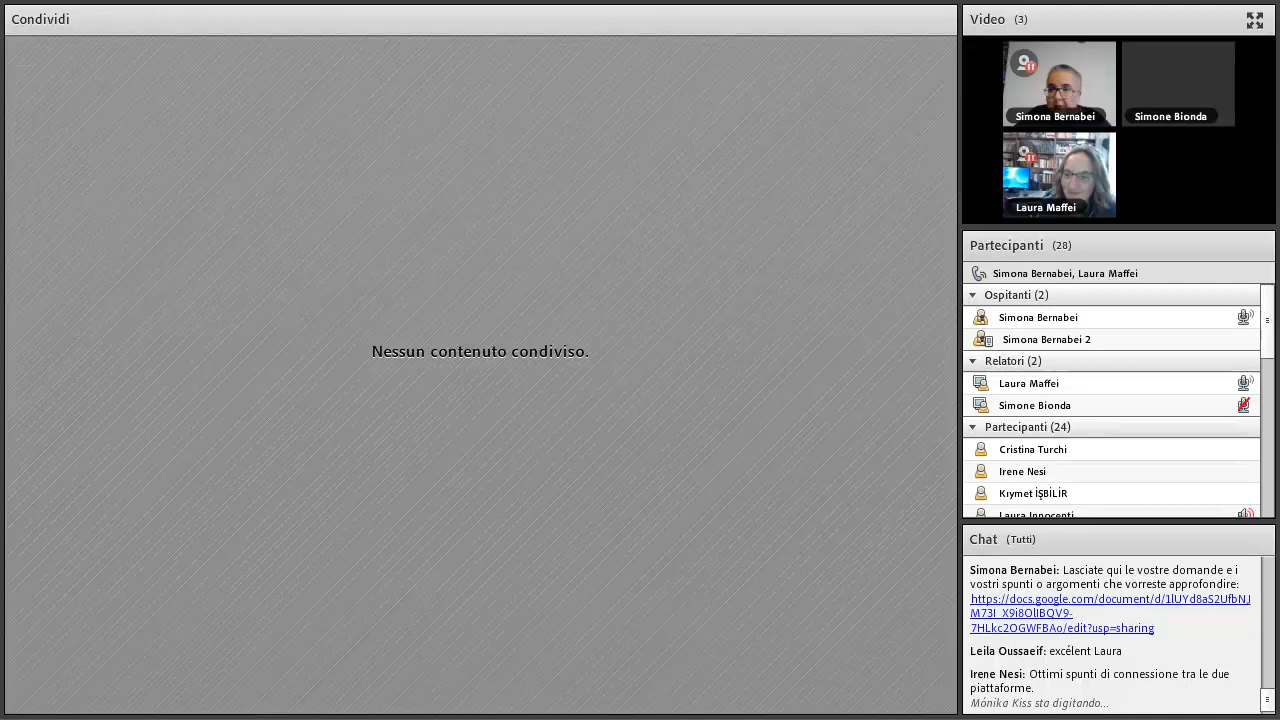 Condividi
Nessun contenuto condiviso.
Video (3)
Simona Bernabei
Simone Bionda
Laura Maffei
Partecipanti (28)
Simona Bernabei, Laura Maffei
Ospitanti (2)
Simona Bernabei
Simona Bernabei 2
Relatori (2)
Laura Maffei
Simone Bionda
Partecipanti (24)
Cristina Turchi
Irene Nesi
Kıymet İŞBİLİR
Laura Innocenti
Chat (Tutti)
Simona Bernabei: Lasciate qui le vostre domande e i
vostri spunti o argomenti che vorreste approfondire:
https://docs.google.com/document/d/1lUYd8aS2UfbNJ
M73I_X9i8OlIBQV9-
7HLkc2OGWFBAo/edit?usp=sharing
Leila Oussaeif: excélent Laura
Irene Nesi: Ottimi spunti di connessione tra le due
piattaforme.
Mónika Kiss sta digitando...